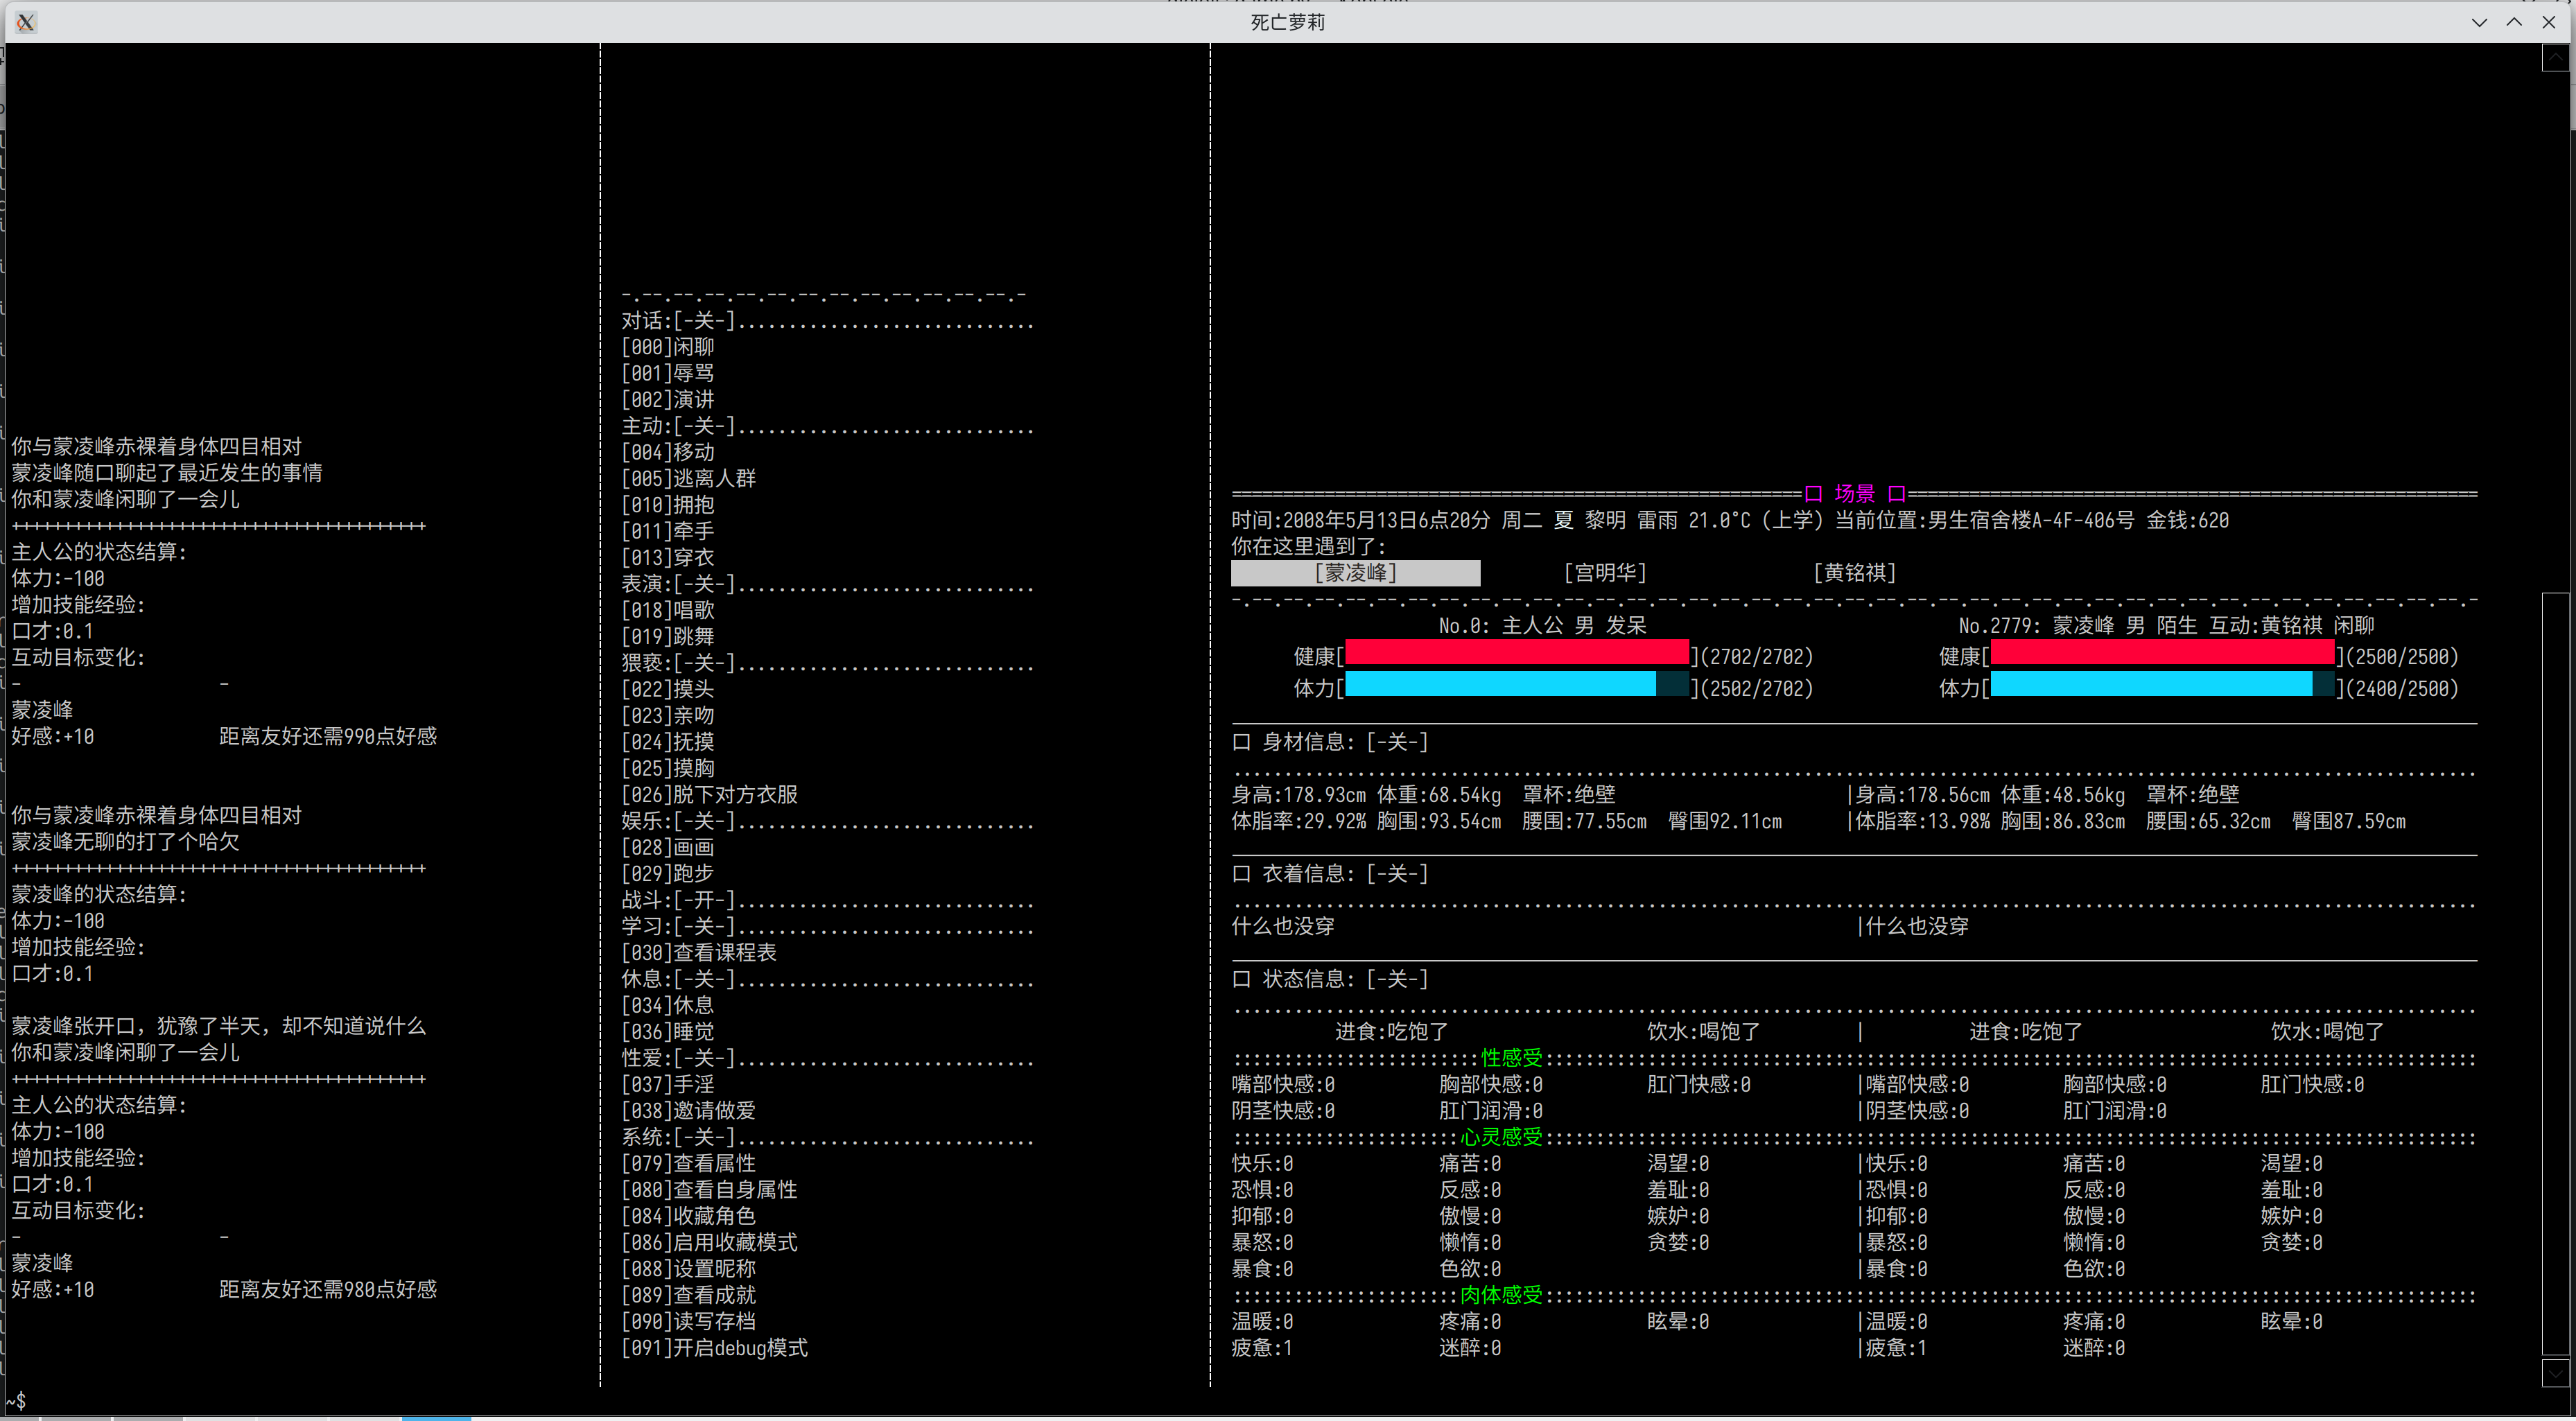 死亡萝莉
你与蒙凌峰赤裸着身体四目相对
蒙凌峰随口聊起了最近发生的事情
你和蒙凌峰闲聊了一会儿
++++++++++++++++++++++++++++++++++++++++
主人公的状态结算:
体力:-100
增加技能经验:
口才:0.1
互动目标变化:
- -
蒙凌峰
好感:+10 距离友好还需990点好感
你与蒙凌峰赤裸着身体四目相对
蒙凌峰无聊的打了个哈欠
++++++++++++++++++++++++++++++++++++++++
蒙凌峰的状态结算:
体力:-100
增加技能经验:
口才:0.1
蒙凌峰张开口，犹豫了半天，却不知道说什么
你和蒙凌峰闲聊了一会儿
++++++++++++++++++++++++++++++++++++++++
主人公的状态结算:
体力:-100
增加技能经验:
口才:0.1
互动目标变化:
- -
蒙凌峰
好感:+10 距离友好还需980点好感
~$
-.--.--.--.--.--.--.--.--.--.--.--.--.-
对话:[-关-].............................
[000]闲聊
[001]辱骂
[002]演讲
主动:[-关-].............................
[004]移动
[005]逃离人群
[010]拥抱
[011]牵手
[013]穿衣
表演:[-关-].............................
[018]唱歌
[019]跳舞
猥亵:[-关-].............................
[022]摸头
[023]亲吻
[024]抚摸
[025]摸胸
[026]脱下对方衣服
娱乐:[-关-].............................
[028]画画
[029]跑步
战斗:[-开-].............................
学习:[-关-].............................
[030]查看课程表
休息:[-关-].............................
[034]休息
[036]睡觉
性爱:[-关-].............................
[037]手淫
[038]邀请做爱
系统:[-关-].............................
[079]查看属性
[080]查看自身属性
[084]收藏角色
[086]启用收藏模式
[088]设置昵称
[089]查看成就
[090]读写存档
[091]开启debug模式
口 场景 口
时间:2008年5月13日6点20分 周二 夏 黎明 雷雨 21.0°C (上学) 当前位置:男生宿舍楼A-4F-406号 金钱:620
你在这里遇到了:
[蒙凌峰] [宫明华] [黄铭祺]
No.0: 主人公 男 发呆 No.2779: 蒙凌峰 男 陌生 互动:黄铭祺 闲聊
健康[ ](2702/2702) 健康[ ](2500/2500)
体力[ ](2502/2702) 体力[ ](2400/2500)
口 身材信息: [-关-]
身高:178.93cm 体重:68.54kg 罩杯:绝壁 |身高:178.56cm 体重:48.56kg 罩杯:绝壁
体脂率:29.92% 胸围:93.54cm 腰围:77.55cm 臀围92.11cm |体脂率:13.98% 胸围:86.83cm 腰围:65.32cm 臀围87.59cm
口 衣着信息: [-关-]
什么也没穿 |什么也没穿
口 状态信息: [-关-]
进食:吃饱了 饮水:喝饱了 | 进食:吃饱了 饮水:喝饱了
性感受
嘴部快感:0 胸部快感:0 肛门快感:0 |嘴部快感:0 胸部快感:0 肛门快感:0
阴茎快感:0 肛门润滑:0 |阴茎快感:0 肛门润滑:0
心灵感受
快乐:0 痛苦:0 渴望:0 |快乐:0 痛苦:0 渴望:0
恐惧:0 反感:0 羞耻:0 |恐惧:0 反感:0 羞耻:0
抑郁:0 傲慢:0 嫉妒:0 |抑郁:0 傲慢:0 嫉妒:0
暴怒:0 懒惰:0 贪婪:0 |暴怒:0 懒惰:0 贪婪:0
暴食:0 色欲:0 |暴食:0 色欲:0
肉体感受
温暖:0 疼痛:0 眩晕:0 |温暖:0 疼痛:0 眩晕:0
疲惫:1 迷醉:0 |疲惫:1 迷醉:0